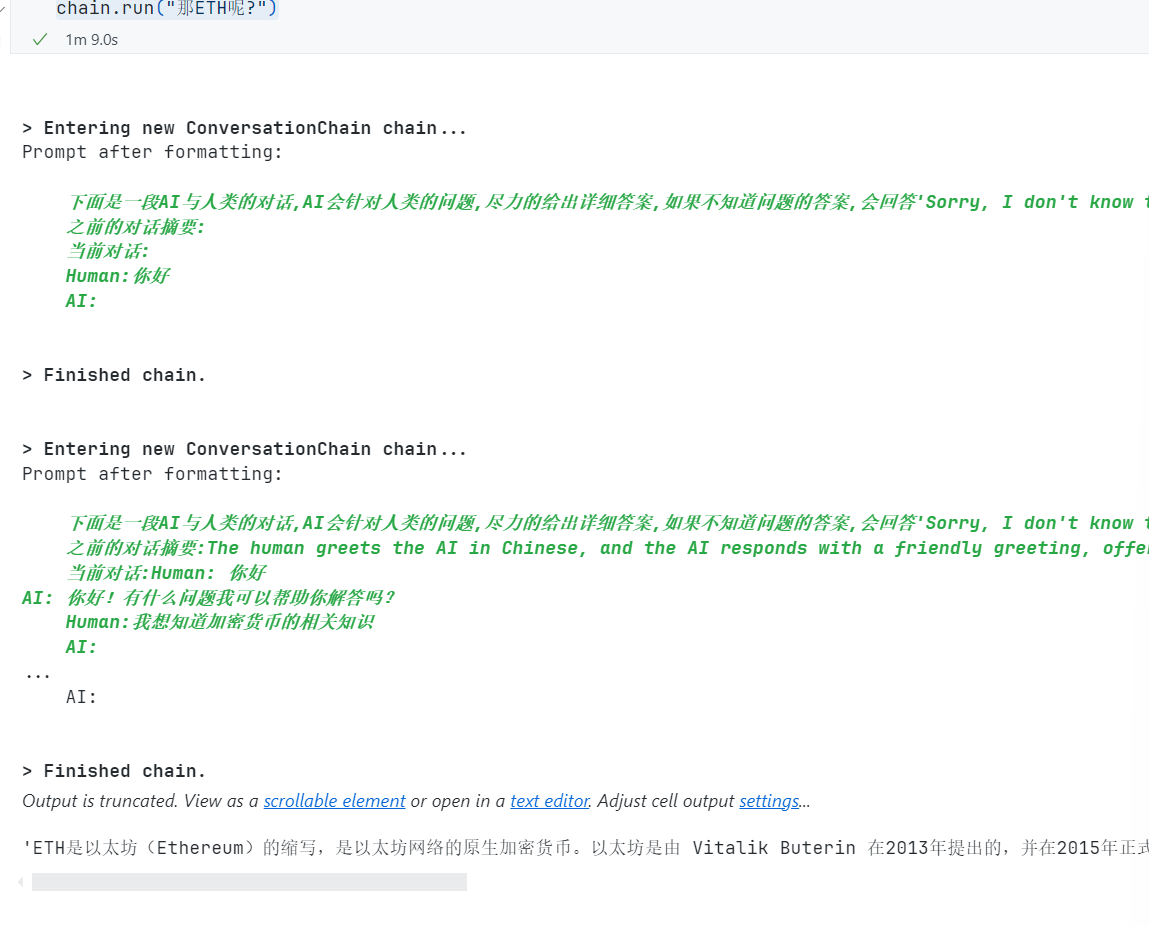 chain.run("那ETH呢?")
1m 9.0s
> Entering new ConversationChain chain...
Prompt after formatting:
下面是一段AI与人类的对话,AI会针对人类的问题,尽力的给出详细答案,如果不知道问题的答案,会回答'Sorry, I don't know
之前的对话摘要:
当前对话:
Human:你好
AI:
> Finished chain.
> Entering new ConversationChain chain...
Prompt after formatting:
下面是一段AI与人类的对话,AI会针对人类的问题,尽力的给出详细答案,如果不知道问题的答案,会回答'Sorry, I don't know
之前的对话摘要:The human greets the AI in Chinese, and the AI responds with a friendly greeting,
当前对话:Human: 你好
AI: 你好！有什么问题我可以帮助你解答吗？
Human:我想知道加密货币的相关知识
AI:
...
AI:
> Finished chain.
Output is truncated. View as a scrollable element or open in a text editor. Adjust cell output settings...
'ETH是以太坊（Ethereum）的缩写，是以太坊网络的原生加密货币。以太坊是由 Vitalik Buterin 在2013年提出的，并在2015年正